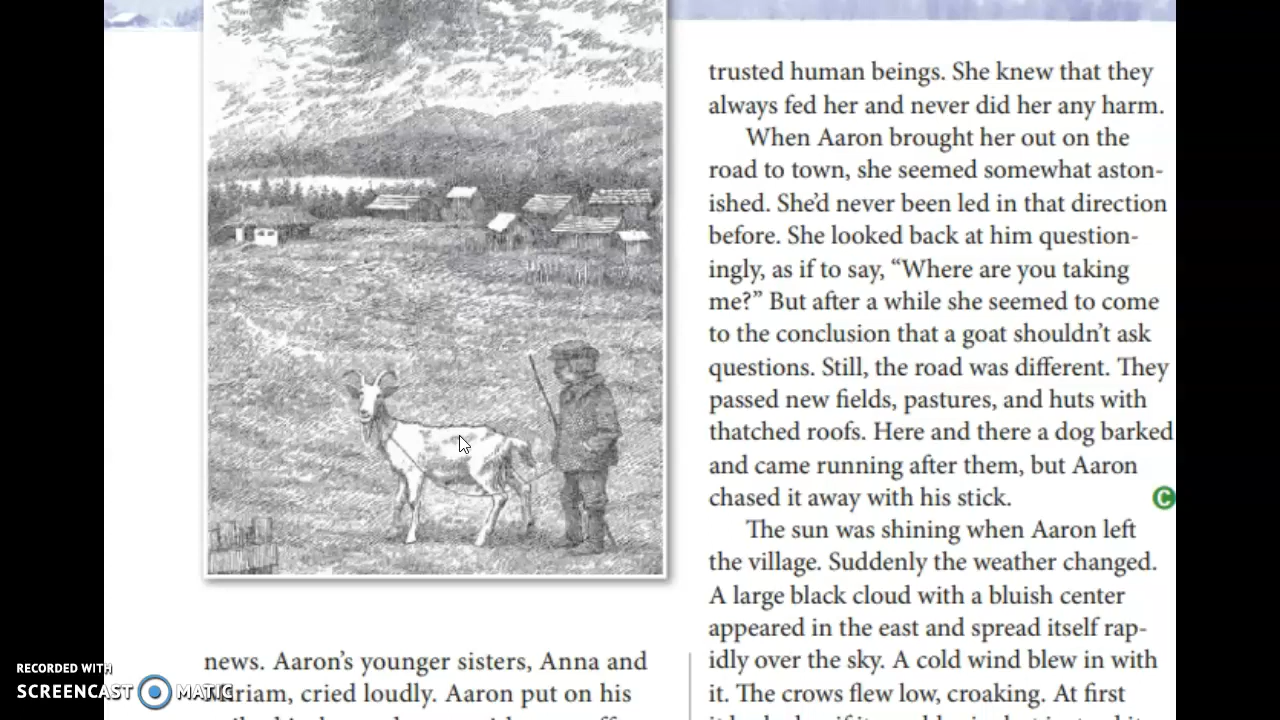 news. Aaron's younger sisters, Anna and
Miriam, cried loudly. Aaron put on his
trusted human beings. She knew that they
always fed her and never did her any harm.
When Aaron brought her out on the
road to town, she seemed somewhat aston-
ished. She'd never been led in that direction
before. She looked back at him question-
ingly, as if to say, “Where are you taking
me?” But after a while she seemed to come
to the conclusion that a goat shouldn't ask
questions. Still, the road was different. They
passed new fields, pastures, and huts with
thatched roofs. Here and there a dog barked
and came running after them, but Aaron
chased it away with his stick.
C
The sun was shining when Aaron left
the village. Suddenly the weather changed.
A large black cloud with a bluish center
appeared in the east and spread itself rap-
idly over the sky. A cold wind blew in with
it. The crows flew low, croaking. At first
RECORDED WITH
SCREENCAST MATIC